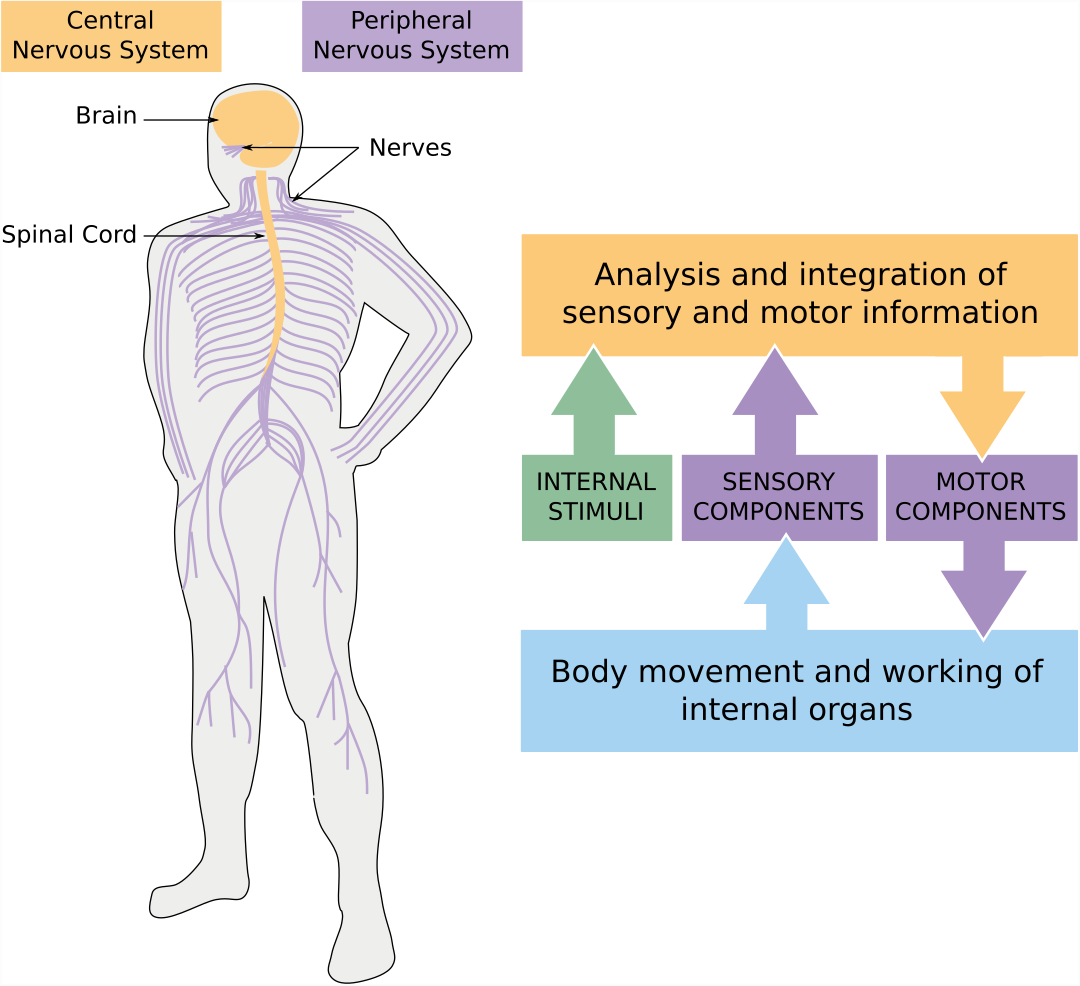 Central
Nervous System
Peripheral
Nervous System
Brain
Nerves
Spinal Cord
Analysis and integration of
sensory and motor information
INTERNAL
STIMULI
SENSORY
COMPONENTS
MOTOR
COMPONENTS
Body movement and working of
internal organs